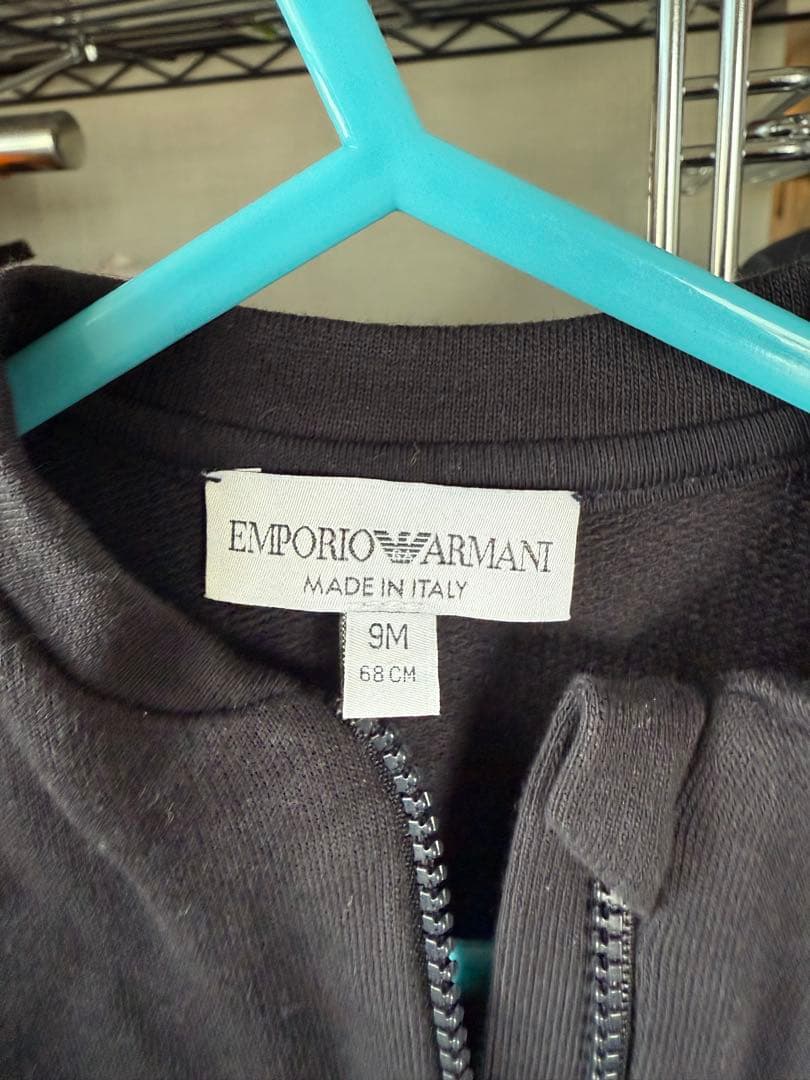 EMPORIO ARMANI
MADE IN ITALY
9M
68 CM